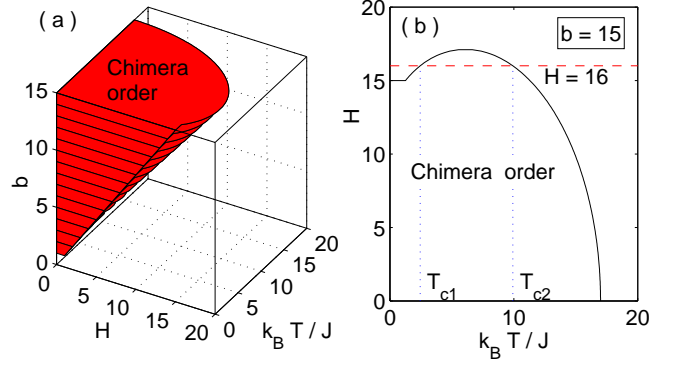 ( a )
Chimera
order
b
15
10
5
0
0
5
10
15
20
H
0
5
10
15
20
k_B T / J
( b )
b = 15
H = 16
H
20
15
10
5
0
Chimera order
T_c1
T_c2
0
10
20
k_B T/J